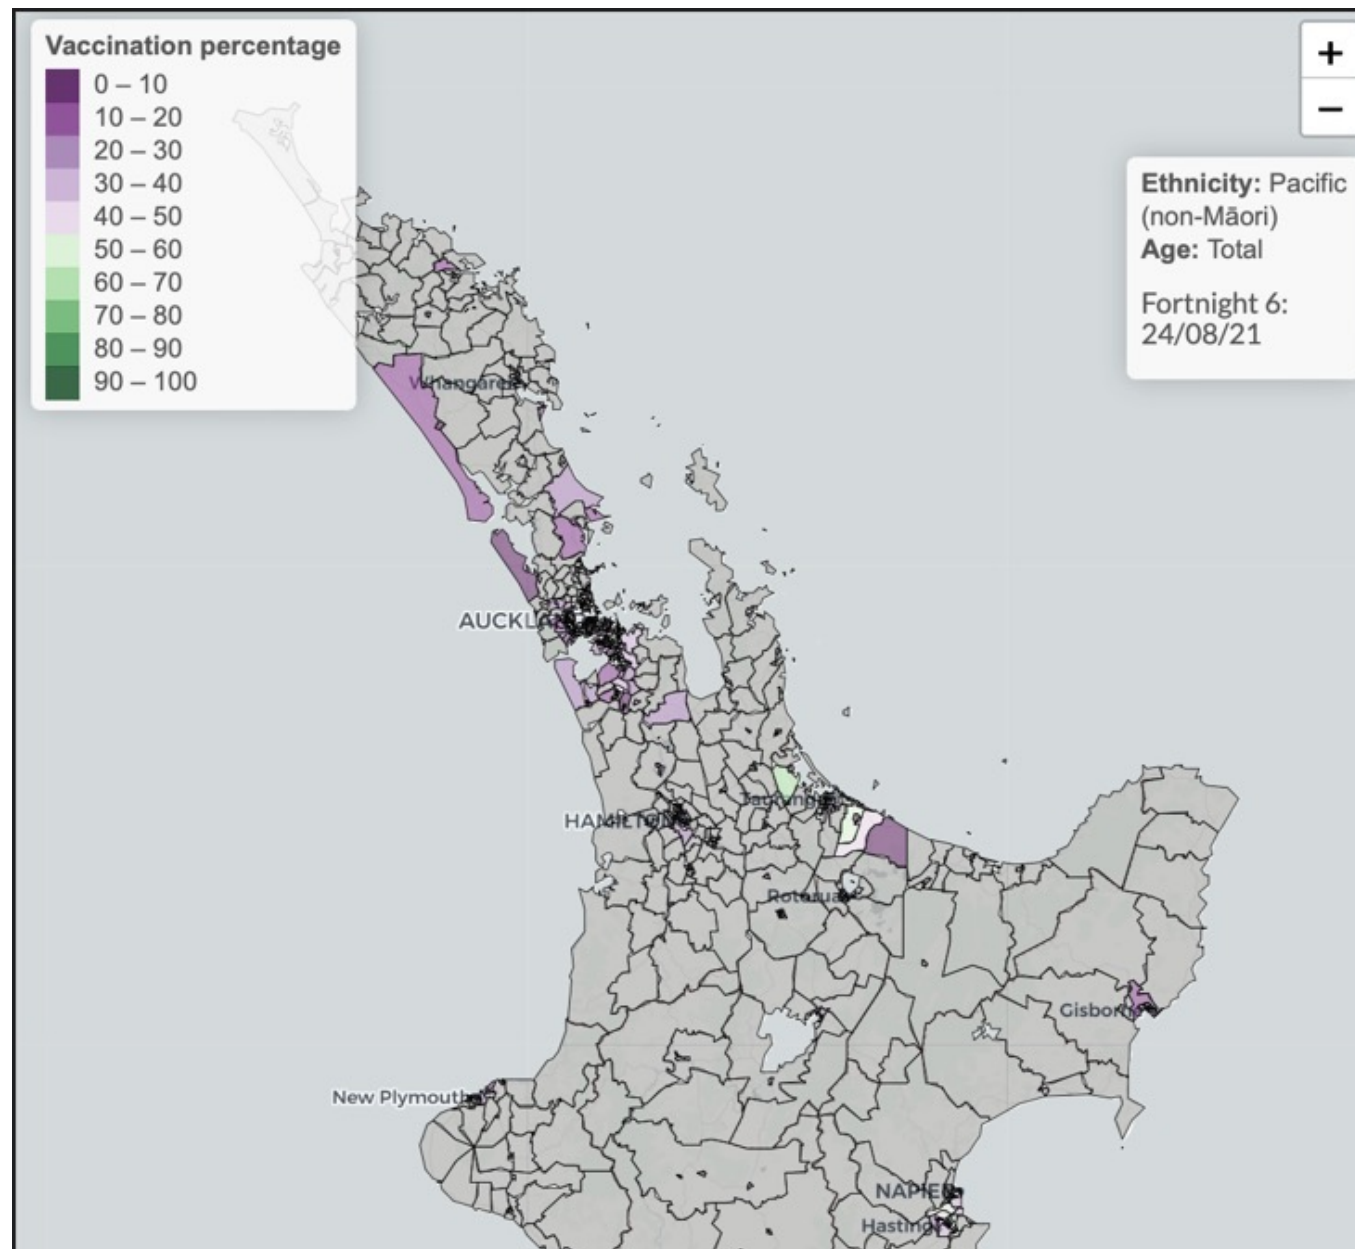 Vaccination percentage
0 – 10
10 – 20
20 – 30
30 – 40
40 – 50
50 – 60
60 – 70
70 – 80
80 – 90
90 – 100
+
−
Ethnicity: Pacific
(non-Māori)
Age: Total
Fortnight 6:
24/08/21
Whangarei
AUCKLAND
Tauranga
HAMILTON
Rotorua
Gisborne
New Plymouth
NAPIER
Hastings